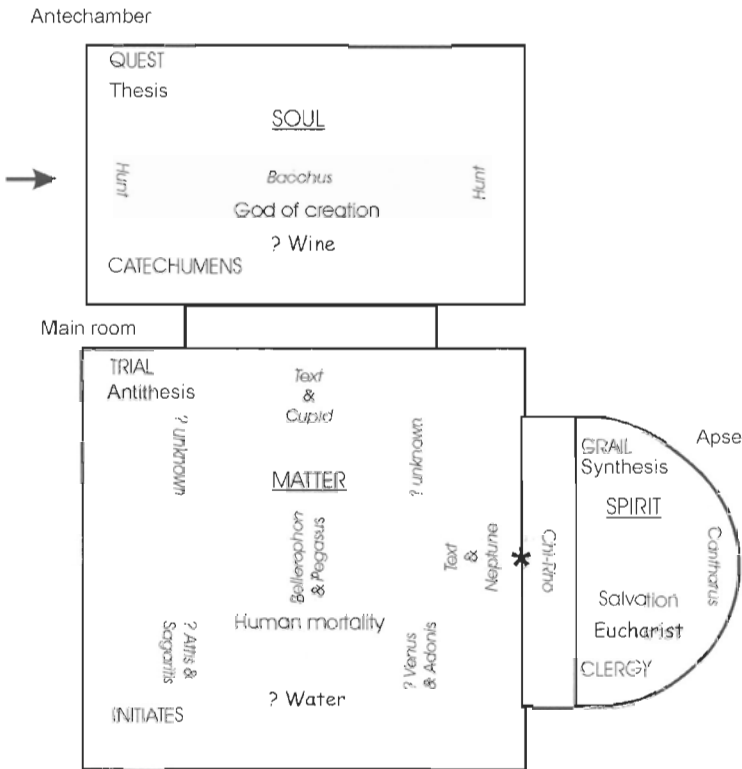 Antechamber
QUEST
Thesis
SOUL
Hunt
Bacchus
Hunt
God of creation
? Wine
CATECHUMENS
Main room
TRIAL
Antithesis
Text
&
Cupid
? unknown
? unknown
MATTER
Bellerophon
& Pegasus
Text
&
Neptune
*
Human mortality
? Attis &
Sagaritis
? Venus
& Adonis
? Water
INITIATES
Chi-Rho
Apse
GRAIL
Synthesis
SPIRIT
Cantharus
Salvation
Eucharist
CLERGY